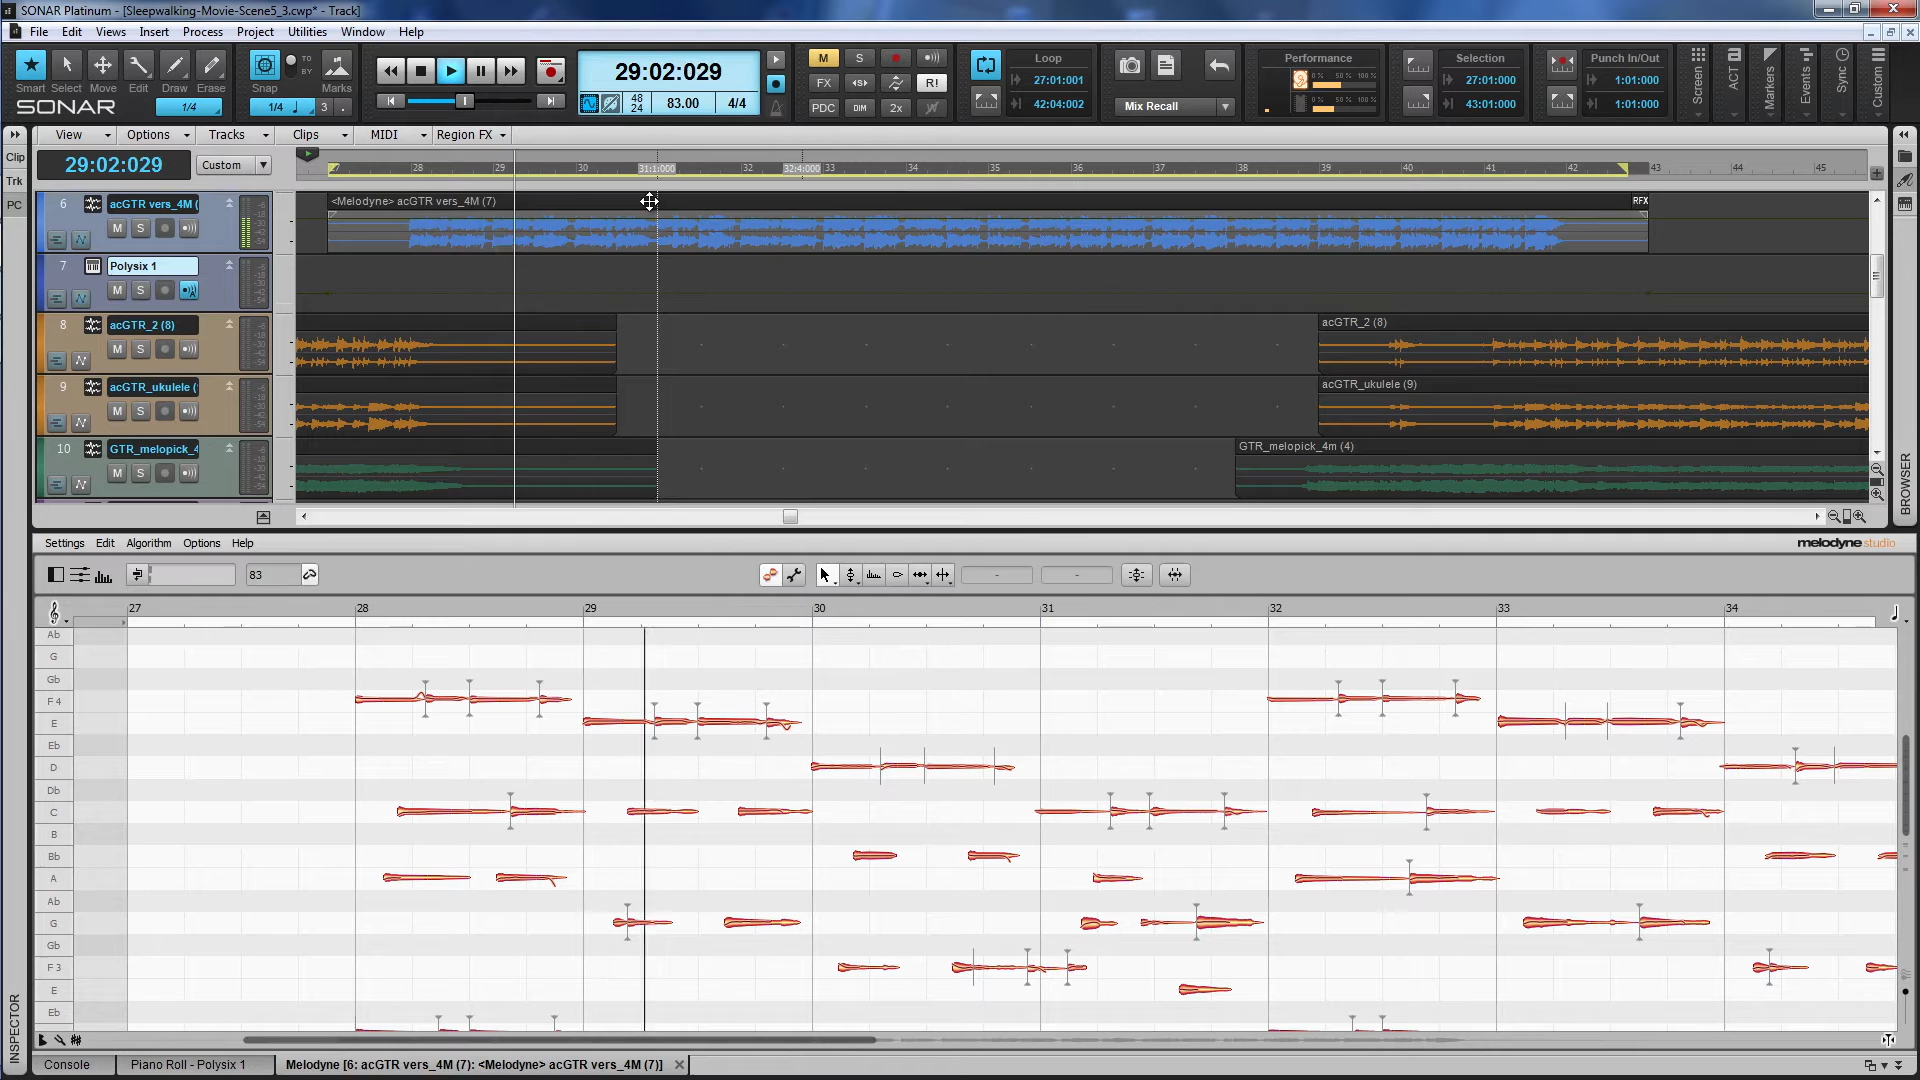 SONAR Platinum - [Sleepwalking-Movie-Scene5_3.cwp* - Track]
File Edit Views Insert Process Project Utilities Window Help
Smart Select Move Edit Draw Erase Snap TO BY Marks
SONAR 1/4 1/4 3
29:02:029
48 24 83.00 4/4
M S
FX R!
PDC DIM 2x
Loop
27:01:001
42:04:002
Mix Recall
Performance
0 % 50 % 100 %
0 % 50 % 100 %
Selection
27:01:000
43:01:000
Punch In/Out
1:01:000
1:01:000
Screen ACT Markers Events Sync Custom
View Options Tracks Clips MIDI Region FX
Clip
Trk
PC
29:02:029 Custom
27 28 29 30 31:1:000 32 32:4:000 33 34 35 36 37 38 39 40 41 42 43 44 45
6 acGTR vers_4M (
M S
<Melodyne> acGTR vers_4M (7) RFX
7 Polysix 1
M S
8 acGTR_2 (8)
M S
acGTR_2 (8)
9 acGTR_ukulele (
M S
acGTR_ukulele (9)
10 GTR_melopick_4
M S
GTR_melopick_4m (4)
BROWSER
Settings Edit Algorithm Options Help
melodyne studio
83 - -
27 28 29 30 31 32 33 34
Ab
G
Gb
F 4
E
Eb
D
Db
C
B
Bb
A
Ab
G
Gb
F 3
E
Eb
INSPECTOR
Console Piano Roll - Polysix 1 Melodyne [6: acGTR vers_4M (7): <Melodyne> acGTR vers_4M (7)]